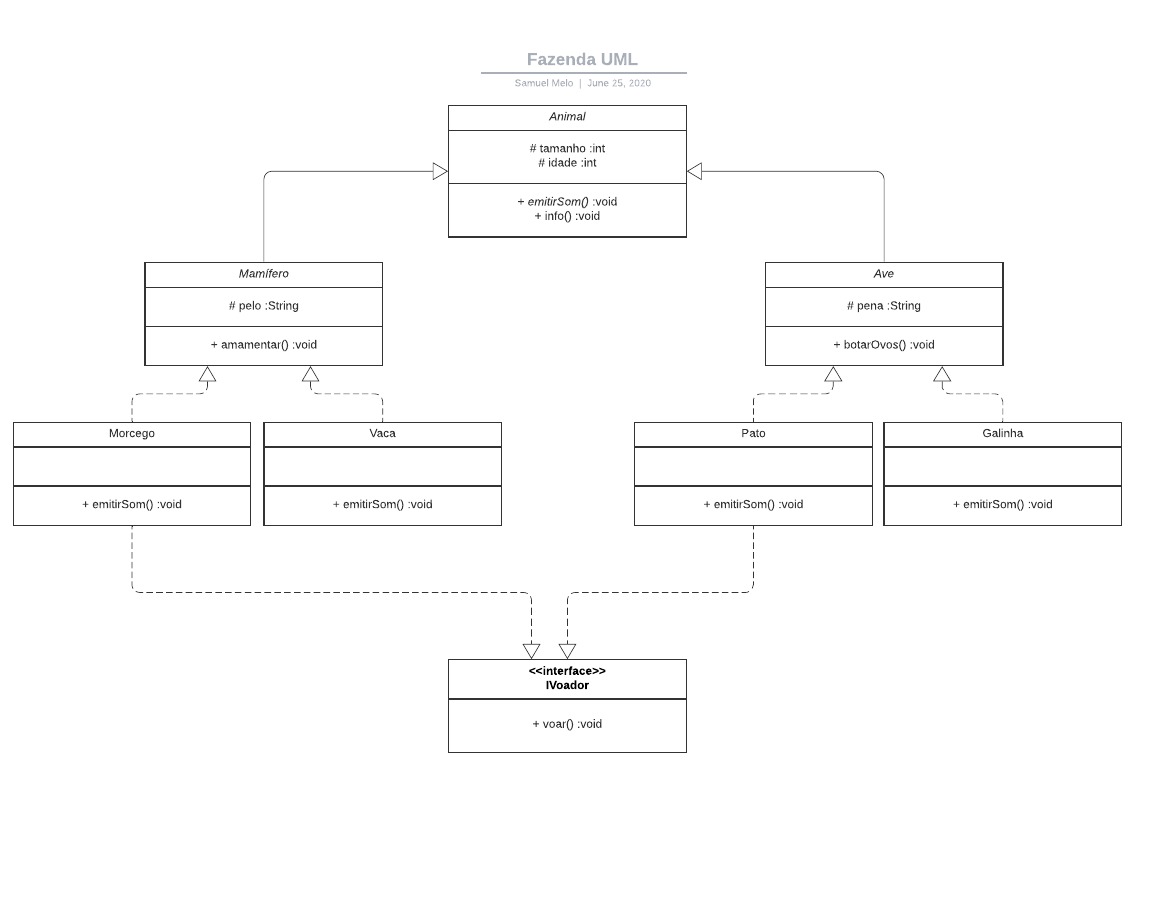 Fazenda UML
Samuel Melo | June 25, 2020
Animal
# tamanho :int
# idade :int
+ emitirSom() :void
+ info() :void
Mamífero
# pelo :String
+ amamentar() :void
Ave
# pena :String
+ botarOvos() :void
Morcego
+ emitirSom() :void
Vaca
+ emitirSom() :void
Pato
+ emitirSom() :void
Galinha
+ emitirSom() :void
<<interface>>
IVoador
+ voar() :void